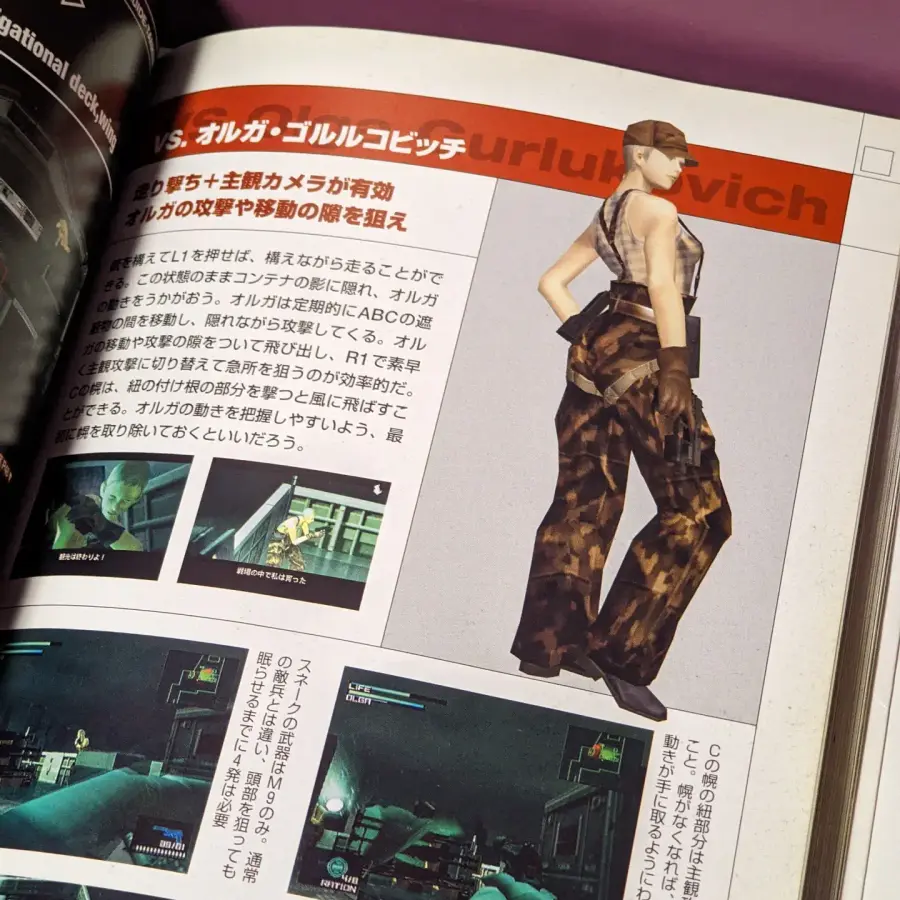 gational deck,wing
vs. Olga Gurlukovich
vs. オルガ・ゴルルコビッチ
走り撃ち＋主観カメラが有効
オルガの攻撃や移動の隙を狙え
銃を構えてL1を押せば、構えながら走ることがで
きる。この状態のままコンテナの影に隠れ、オルガ
の動きをうかがおう。オルガは定期的にABCの遮
蔽物の間を移動し、隠れながら攻撃してくる。オル
ガの移動や攻撃の隙をついて飛び出し、R1で素早
く主観攻撃に切り替えて急所を狙うのが効率的だ。
Cの幌は、紐の付け根の部分を撃つと風に飛ばすこ
とができる。オルガの動きを把握しやすいよう、最
初に幌を取り除いておくといいだろう。
観光は終わりよ！
戦場の中で私は育った
スネークの武器はM9のみ。通常
の敵兵とは違い、頭部を狙っても
眠らせるまでに4発は必要
LIFE
OLGA
RATION
Cの幌の紐部分は主観
こと。幌がなくなれば、
動きが手に取るようにわ